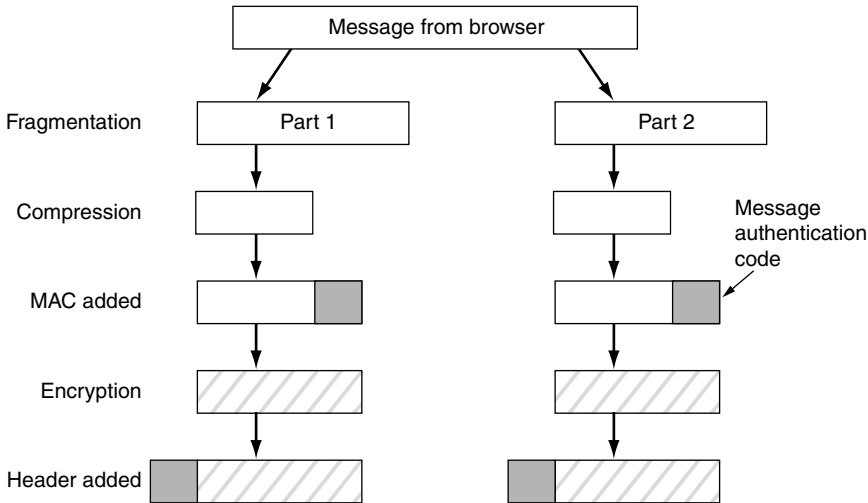 Message from browser
Fragmentation
Part 1
Part 2
Compression
Message
authentication
code
MAC added
Encryption
Header added